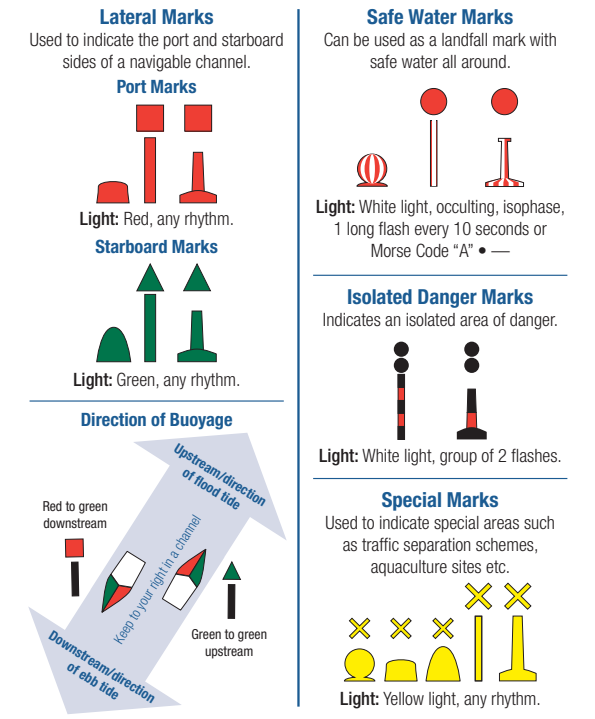 Lateral Marks
Used to indicate the port and starboard
sides of a navigable channel.
Port Marks
Light: Red, any rhythm.
Starboard Marks
Light: Green, any rhythm.
Direction of Buoyage
Upstream/direction
of flood tide
Red to green
downstream
Keep to your right in a channel
Green to green
upstream
Downstream/direction
of ebb tide
Safe Water Marks
Can be used as a landfall mark with
safe water all around.
Light: White light, occulting, isophase,
1 long flash every 10 seconds or
Morse Code “A” • —
Isolated Danger Marks
Indicates an isolated area of danger.
Light: White light, group of 2 flashes.
Special Marks
Used to indicate special areas such
as traffic separation schemes,
aquaculture sites etc.
Light: Yellow light, any rhythm.